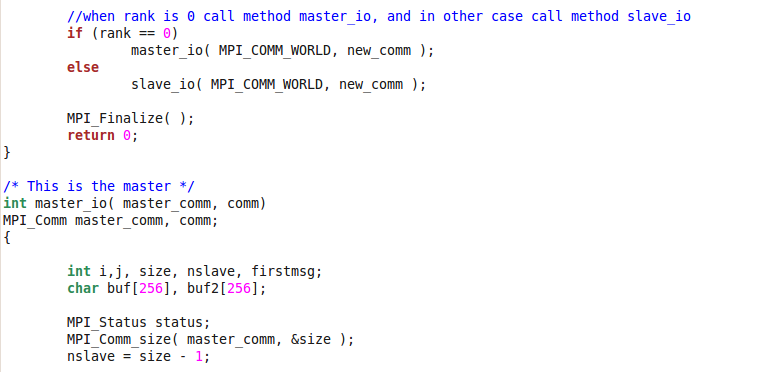 //when rank is 0 call method master_io, and in other case call method slave_io
if (rank == 0)
master_io( MPI_COMM_WORLD, new_comm );
else
slave_io( MPI_COMM_WORLD, new_comm );
MPI_Finalize( );
return 0;
}
/* This is the master */
int master_io( master_comm, comm)
MPI_Comm master_comm, comm;
{
int i,j, size, nslave, firstmsg;
char buf[256], buf2[256];
MPI_Status status;
MPI_Comm_size( master_comm, &size );
nslave = size - 1;